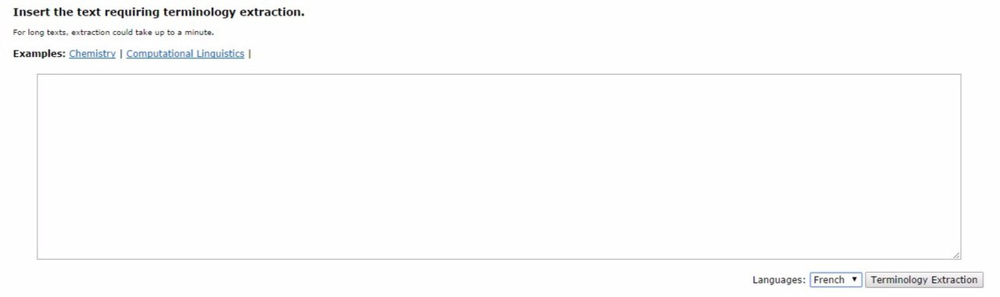 Insert the text requiring terminology extraction.
For long texts, extraction could take up to a minute.
Examples: Chemistry | Computational Linguistics |
Languages: French ▼ Terminology Extraction